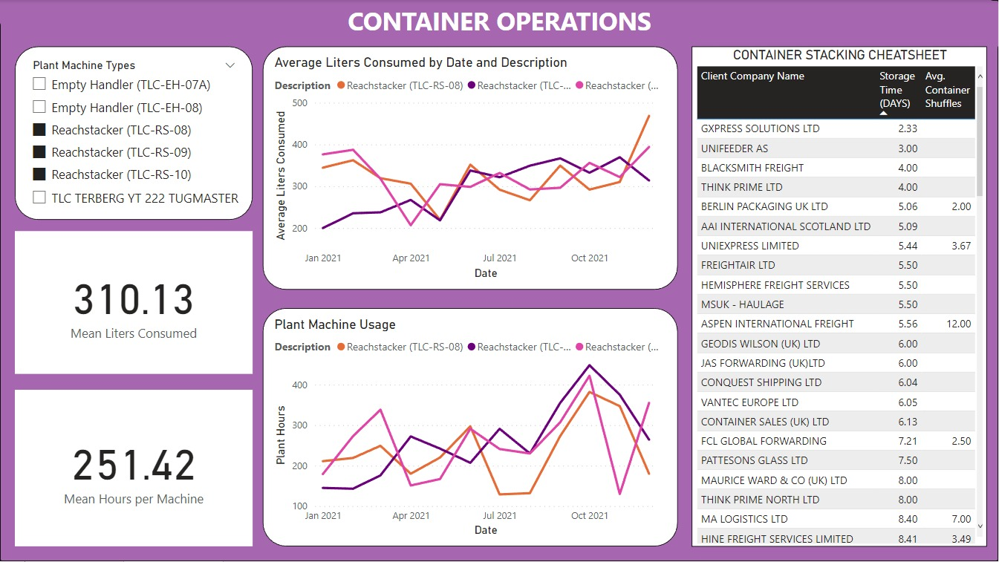 CONTAINER OPERATIONS
Plant Machine Types
Empty Handler (TLC-EH-07A)
Empty Handler (TLC-EH-08)
Reachstacker (TLC-RS-08)
Reachstacker (TLC-RS-09)
Reachstacker (TLC-RS-10)
TLC TERBERG YT 222 TUGMASTER
310.13
Mean Liters Consumed
251.42
Mean Hours per Machine
Average Liters Consumed by Date and Description
Description Reachstacker (TLC-RS-08) Reachstacker (TLC-... Reachstacker (...
Average Liters Consumed
500
400
300
200
Jan 2021 Apr 2021 Jul 2021 Oct 2021
Date
Plant Machine Usage
Description Reachstacker (TLC-RS-08) Reachstacker (TLC-... Reachstacker (...
Plant Hours
400
300
200
100
Jan 2021 Apr 2021 Jul 2021 Oct 2021
Date
CONTAINER STACKING CHEATSHEET
Client Company Name Storage Time (DAYS) Avg. Container Shuffles
GXPRESS SOLUTIONS LTD 2.33
UNIFEEDER AS 3.00
BLACKSMITH FREIGHT 4.00
THINK PRIME LTD 4.00
BERLIN PACKAGING UK LTD 5.06 2.00
AAI INTERNATIONAL SCOTLAND LTD 5.09
UNIEXPRESS LIMITED 5.44 3.67
FREIGHTAIR LTD 5.50
HEMISPHERE FREIGHT SERVICES 5.50
MSUK - HAULAGE 5.50
ASPEN INTERNATIONAL FREIGHT 5.56 12.00
GEODIS WILSON (UK) LTD 6.00
JAS FORWARDING (UK)LTD 6.00
CONQUEST SHIPPING LTD 6.04
VANTEC EUROPE LTD 6.05
CONTAINER SALES (UK) LTD 6.13
FCL GLOBAL FORWARDING 7.21 2.50
PATTESONS GLASS LTD 7.50
MAURICE WARD & CO (UK) LTD 8.00
THINK PRIME NORTH LTD 8.00
MA LOGISTICS LTD 8.40 7.00
HINE FREIGHT SERVICES LIMITED 8.41 3.49